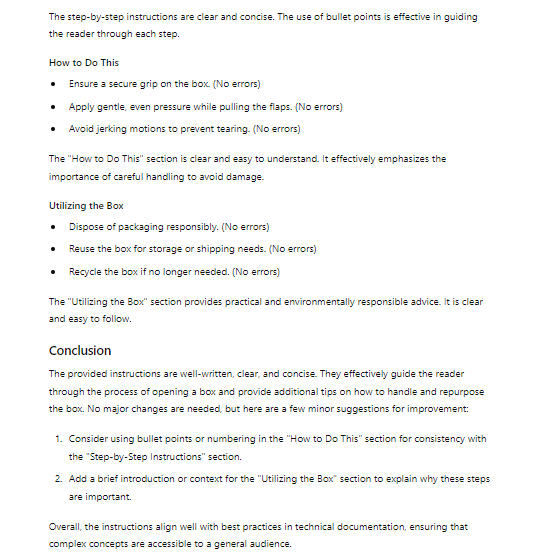 The step-by-step instructions are clear and concise. The use of bullet points is effective in guiding
the reader through each step.
How to Do This
• Ensure a secure grip on the box. (No errors)
• Apply gentle, even pressure while pulling the flaps. (No errors)
• Avoid jerking motions to prevent tearing. (No errors)
The "How to Do This" section is clear and easy to understand. It effectively emphasizes the
importance of careful handling to avoid damage.
Utilizing the Box
• Dispose of packaging responsibly. (No errors)
• Reuse the box for storage or shipping needs. (No errors)
• Recycle the box if no longer needed. (No errors)
The "Utilizing the Box" section provides practical and environmentally responsible advice. It is clear
and easy to follow.
Conclusion
The provided instructions are well-written, clear, and concise. They effectively guide the reader
through the process of opening a box and provide additional tips on how to handle and repurpose
the box. No major changes are needed, but here are a few minor suggestions for improvement:
1. Consider using bullet points or numbering in the "How to Do This" section for consistency with
the "Step-by-Step Instructions" section.
2. Add a brief introduction or context for the "Utilizing the Box" section to explain why these steps
are important.
Overall, the instructions align well with best practices in technical documentation, ensuring that
complex concepts are accessible to a general audience.